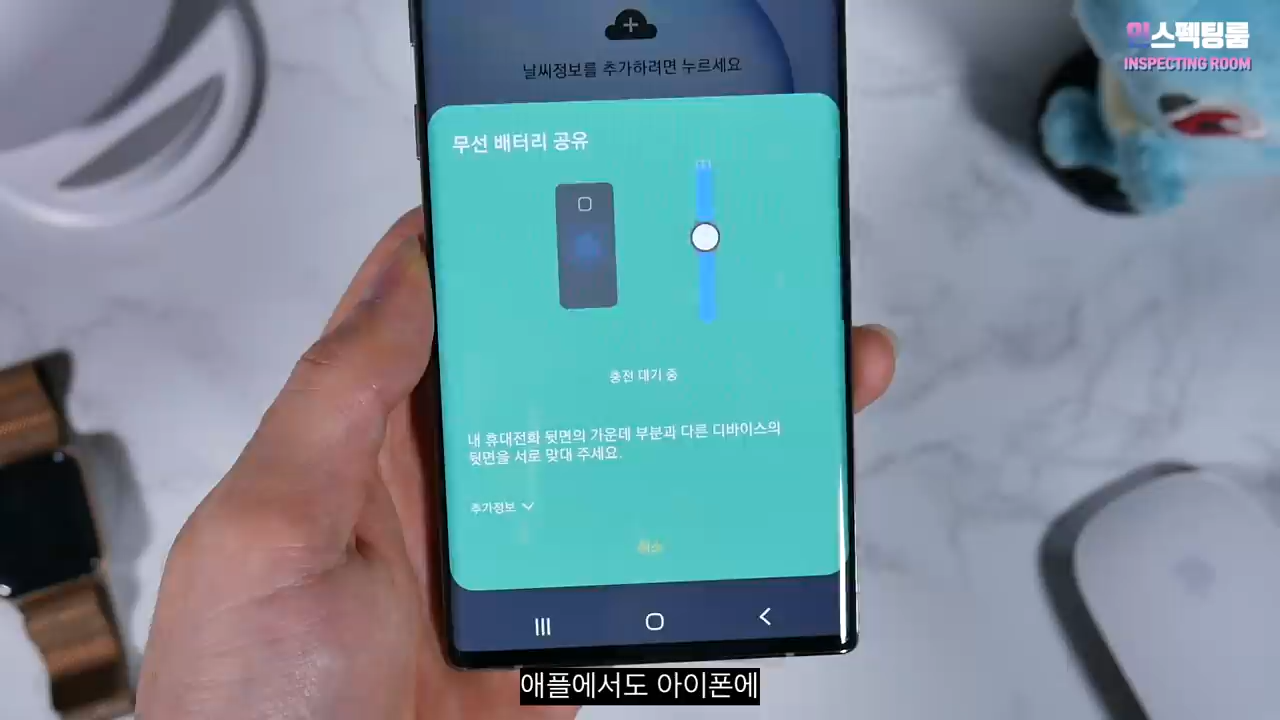 인스펙팅룸
INSPECTING ROOM
날씨정보를 추가하려면 누르세요
무선 배터리 공유
충전 대기 중
내 휴대전화 뒷면의 가운데 부분과 다른 디바이스의
뒷면을 서로 맞대 주세요.
추가정보
취소
애플에서도 아이폰에